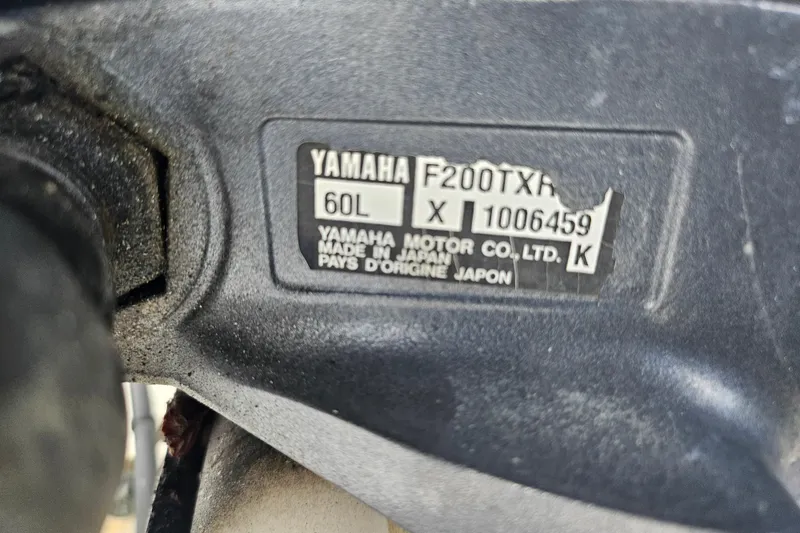 YAMAHA F200TXR
60L X 1006459
YAMAHA MOTOR CO.,LTD. K
MADE IN JAPAN
PAYS D'ORIGINE JAPON